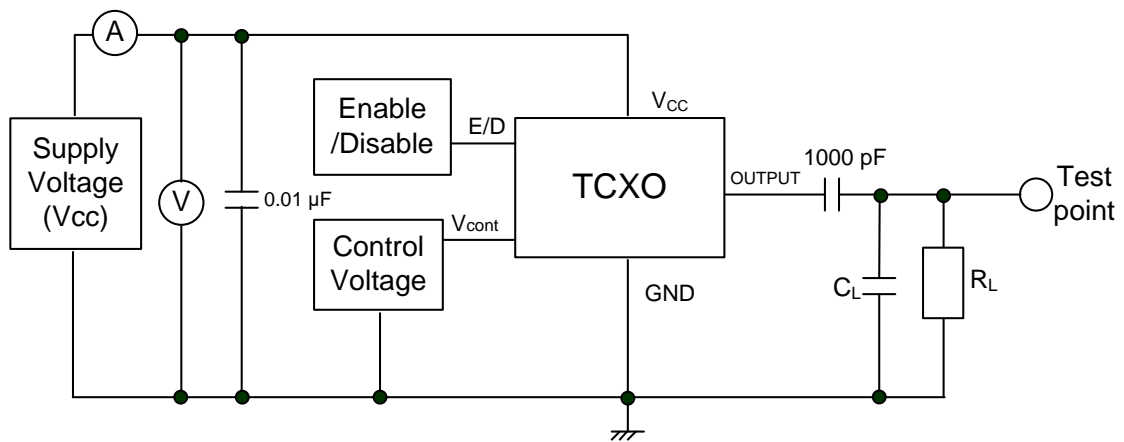 A
Supply
Voltage
(Vcc)
V
0.01 µF
Enable
/Disable
E/D
Control
Voltage
Vcont
VCC
TCXO
GND
OUTPUT
1000 pF
CL
RL
Test
point